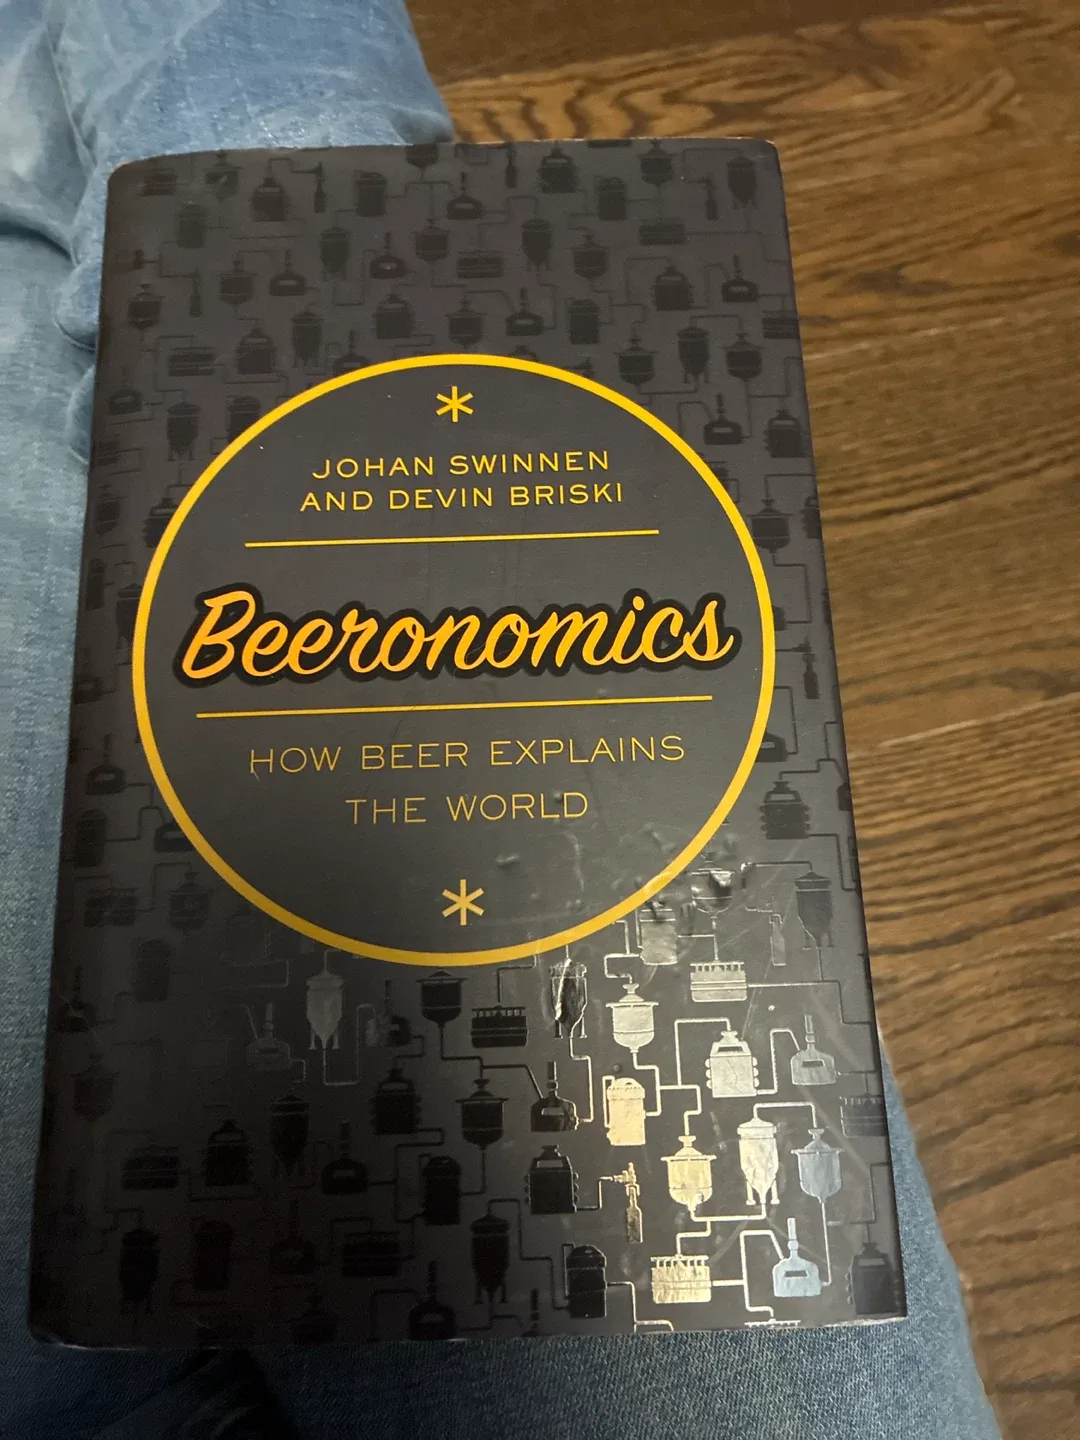 *
JOHAN SWINNEN
AND DEVIN BRISKI
Beeronomics
HOW BEER EXPLAINS
THE WORLD
*